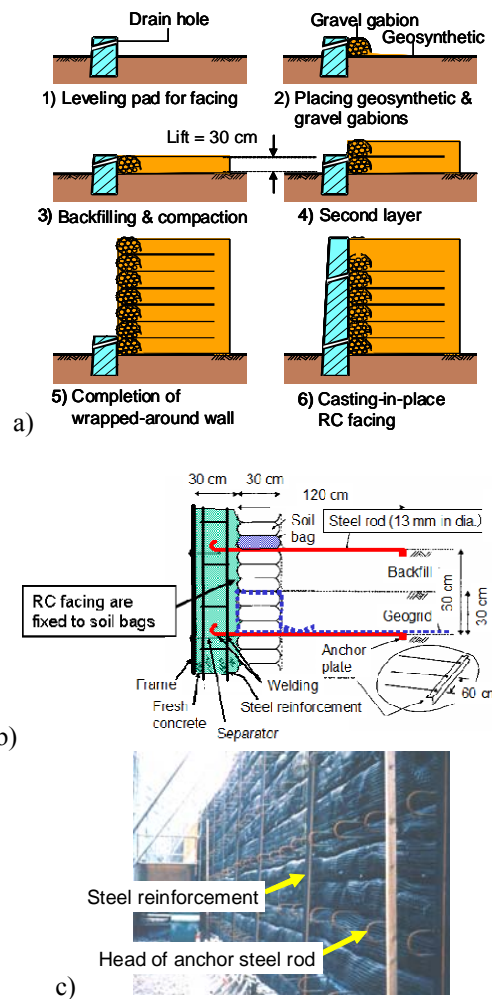 Drain hole
Gravel gabion
Geosynthetic
1) Leveling pad for facing
2) Placing geosynthetic &
gravel gabions
Lift = 30 cm
3) Backfilling & compaction
4) Second layer
5) Completion of
wrapped-around wall
6) Casting-in-place
RC facing
a)
30 cm
30 cm
120 cm
Soil
bag
Steel rod (13 mm in dia.)
Backfill
RC facing are
fixed to soil bags
60 cm
30 cm
Geogrid
Anchor
plate
Welding
Frame
Steel reinforcement
60 cm
Fresh
concrete
Separator
b)
Steel reinforcement
Head of anchor steel rod
c)